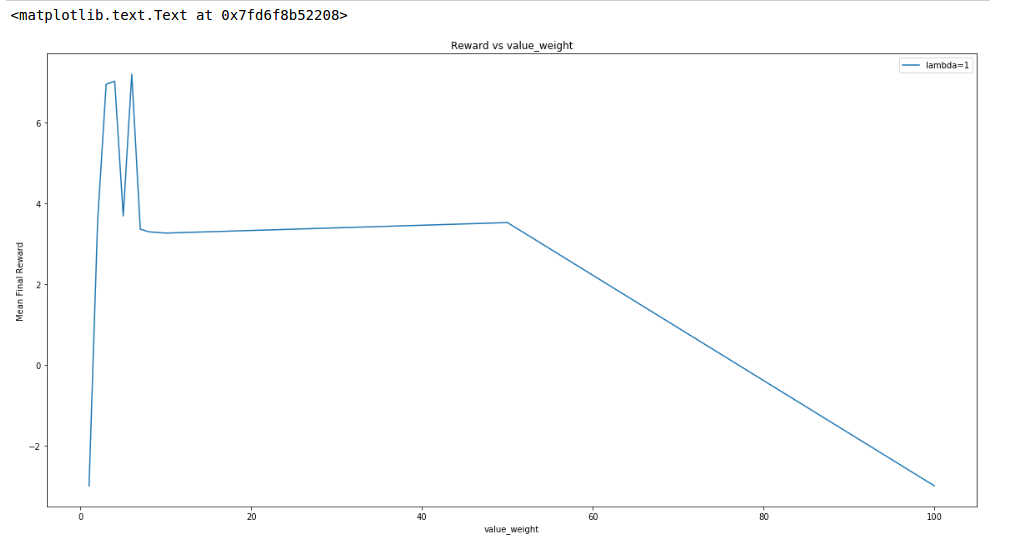 <matplotlib.text.Text at 0x7fd6f8b52208>
Reward vs value_weight
lambda=1
6
4
2
0
−2
Mean Final Reward
0 20 40 60 80 100
value_weight